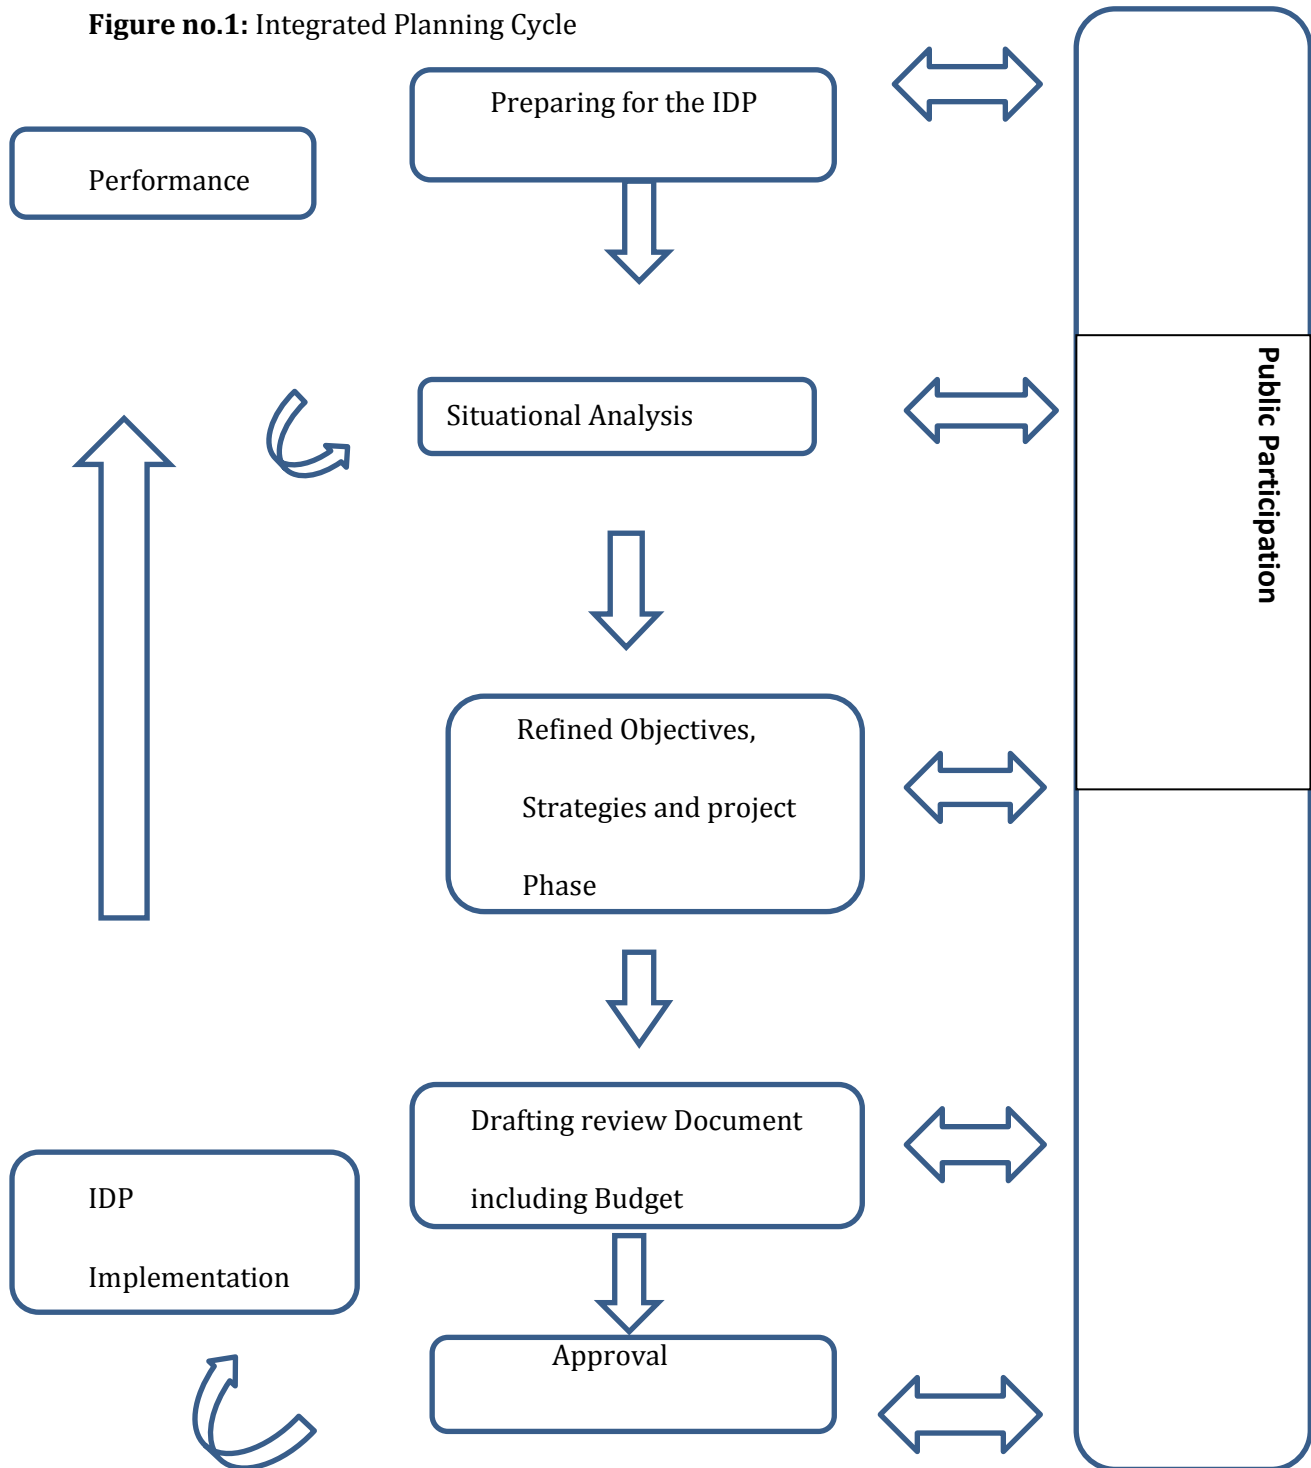 Figure no.1: Integrated Planning Cycle
Preparing for the IDP
Performance
Situational Analysis
Public Participation
Refined Objectives,
Strategies and project
Phase
Drafting review Document
including Budget
IDP
Implementation
Approval